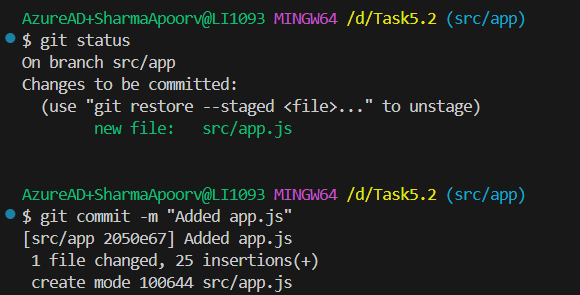 AzureAD+SharmaApoorv@LI1093 MINGW64 /d/Task5.2 (src/app)
$ git status
On branch src/app
Changes to be committed:
  (use "git restore --staged <file>..." to unstage)
        new file:   src/app.js

AzureAD+SharmaApoorv@LI1093 MINGW64 /d/Task5.2 (src/app)
$ git commit -m "Added app.js"
[src/app 2050e67] Added app.js
 1 file changed, 25 insertions(+)
 create mode 100644 src/app.js